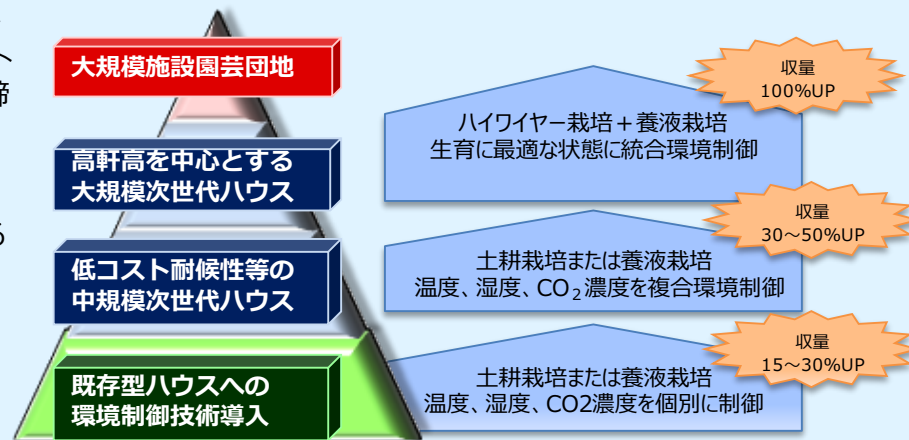 大規模施設園芸団地
収量
100%UP
ハイワイヤー栽培+養液栽培
生育に最適な状態に統合環境制御
高軒高を中心とする
大規模次世代ハウス
収量
30～50%UP
低コスト耐候性等の
中規模次世代ハウス
土耕栽培または養液栽培
温度、湿度、CO₂濃度を複合環境制御
収量
15～30%UP
既存型ハウスへの
環境制御技術導入
土耕栽培または養液栽培
温度、湿度、CO2濃度を個別に制御